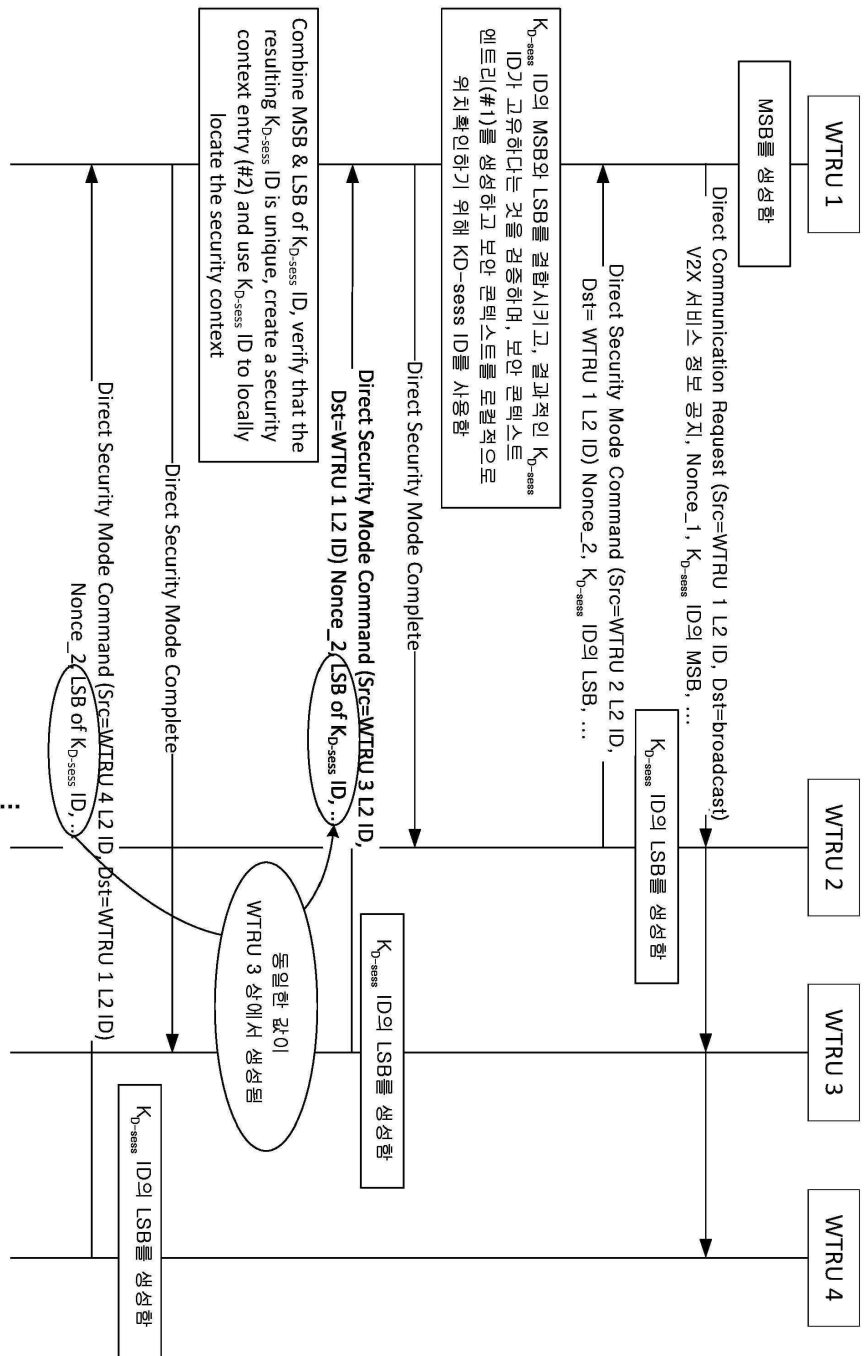 WTRU 1
WTRU 2
WTRU 3
WTRU 4
MSB를 생성함
Direct Communication Request (Src=WTRU 1 L2 ID, Dst=broadcast)
V2X 서비스 정보 공지, Nonce_1, KD-sess ID의 MSB, ...
KD-sess ID의 LSB를 생성함
Direct Security Mode Command (Src=WTRU 2 L2 ID,
Dst= WTRU 1 L2 ID) Nonce_2, KD-sess ID의 LSB, ...
KD-sess ID의 MSB와 LSB를 결합시키고, 결과적인 KD-sess
ID가 고유하다는 것을 검증하며, 보안 콘텍스트
엔트리(#1)를 생성하고 보안 콘텍스트를 로컬적으로
위치확인하기 위해 KD-sess ID를 사용함
Direct Security Mode Complete
KD-sess ID의 LSB를 생성함
Direct Security Mode Command (Src=WTRU 3 L2 ID,
Dst=WTRU 1 L2 ID) Nonce_2, LSB of KD-sess ID, ...
동일한 값이
WTRU 3 상에서 생성됨
Combine MSB & LSB of KD-sess ID, verify that the
resulting KD-sess ID is unique, create a security
context entry (#2) and use KD-sess ID to locally
locate the security context
Direct Security Mode Complete
KD-sess ID의 LSB를 생성함
Direct Security Mode Command (Src=WTRU 4 L2 ID, Dst=WTRU 1 L2 ID)
Nonce_2, LSB of KD-sess ID, ...
...